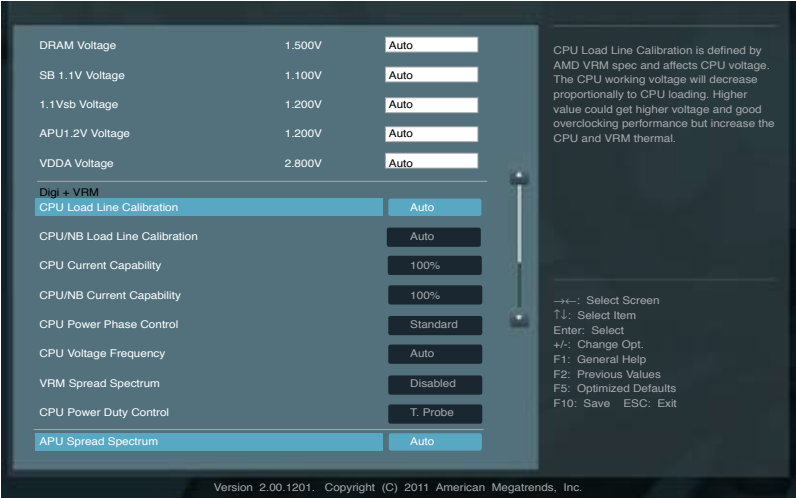 DRAM Voltage 1.500V Auto
SB 1.1V Voltage 1.100V Auto
1.1Vsb Voltage 1.200V Auto
APU1.2V Voltage 1.200V Auto
VDDA Voltage 2.800V Auto
Digi + VRM
CPU Load Line Calibration Auto
CPU/NB Load Line Calibration Auto
CPU Current Capability 100%
CPU/NB Current Capability 100%
CPU Power Phase Control Standard
CPU Voltage Frequency Auto
VRM Spread Spectrum Disabled
CPU Power Duty Control T. Probe
APU Spread Spectrum Auto
CPU Load Line Calibration is defined by
AMD VRM spec and affects CPU voltage.
The CPU working voltage will decrease
proportionally to CPU loading. Higher
value could get higher voltage and good
overclocking performance but increase the
CPU and VRM thermal.
→←: Select Screen
↑↓: Select Item
Enter: Select
+/-: Change Opt.
F1: General Help
F2: Previous Values
F5: Optimized Defaults
F10: Save ESC: Exit
Version 2.00.1201. Copyright (C) 2011 American Megatrends, Inc.